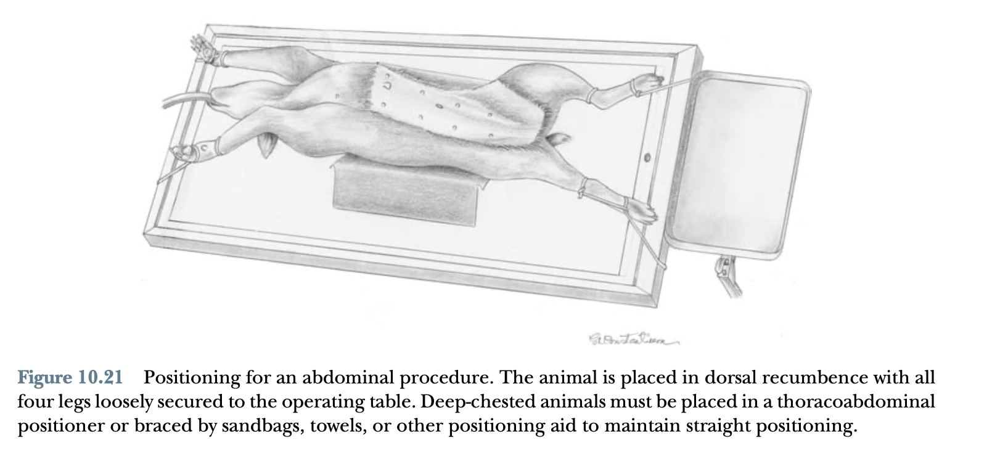 Figure 10.21 Positioning for an abdominal procedure. The animal is placed in dorsal recumbence with all
four legs loosely secured to the operating table. Deep-chested animals must be placed in a thoracoabdominal
positioner or braced by sandbags, towels, or other positioning aid to maintain straight positioning.